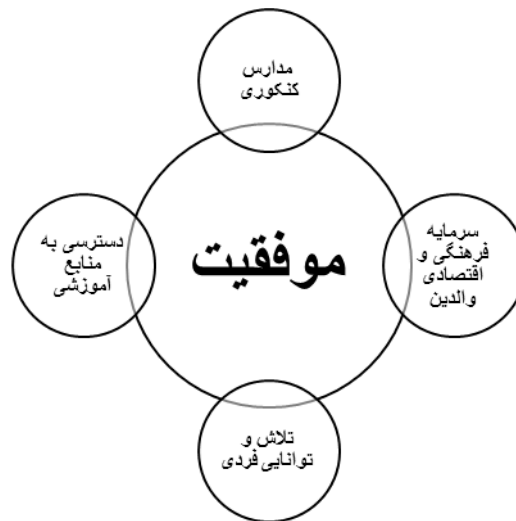 مدارس
کنکوری
سرمایه
فرهنگی و
اقتصادی
والدین
موفقیت
دسترسی به
منابع
آموزشی
تلاش و
توانایی فردی